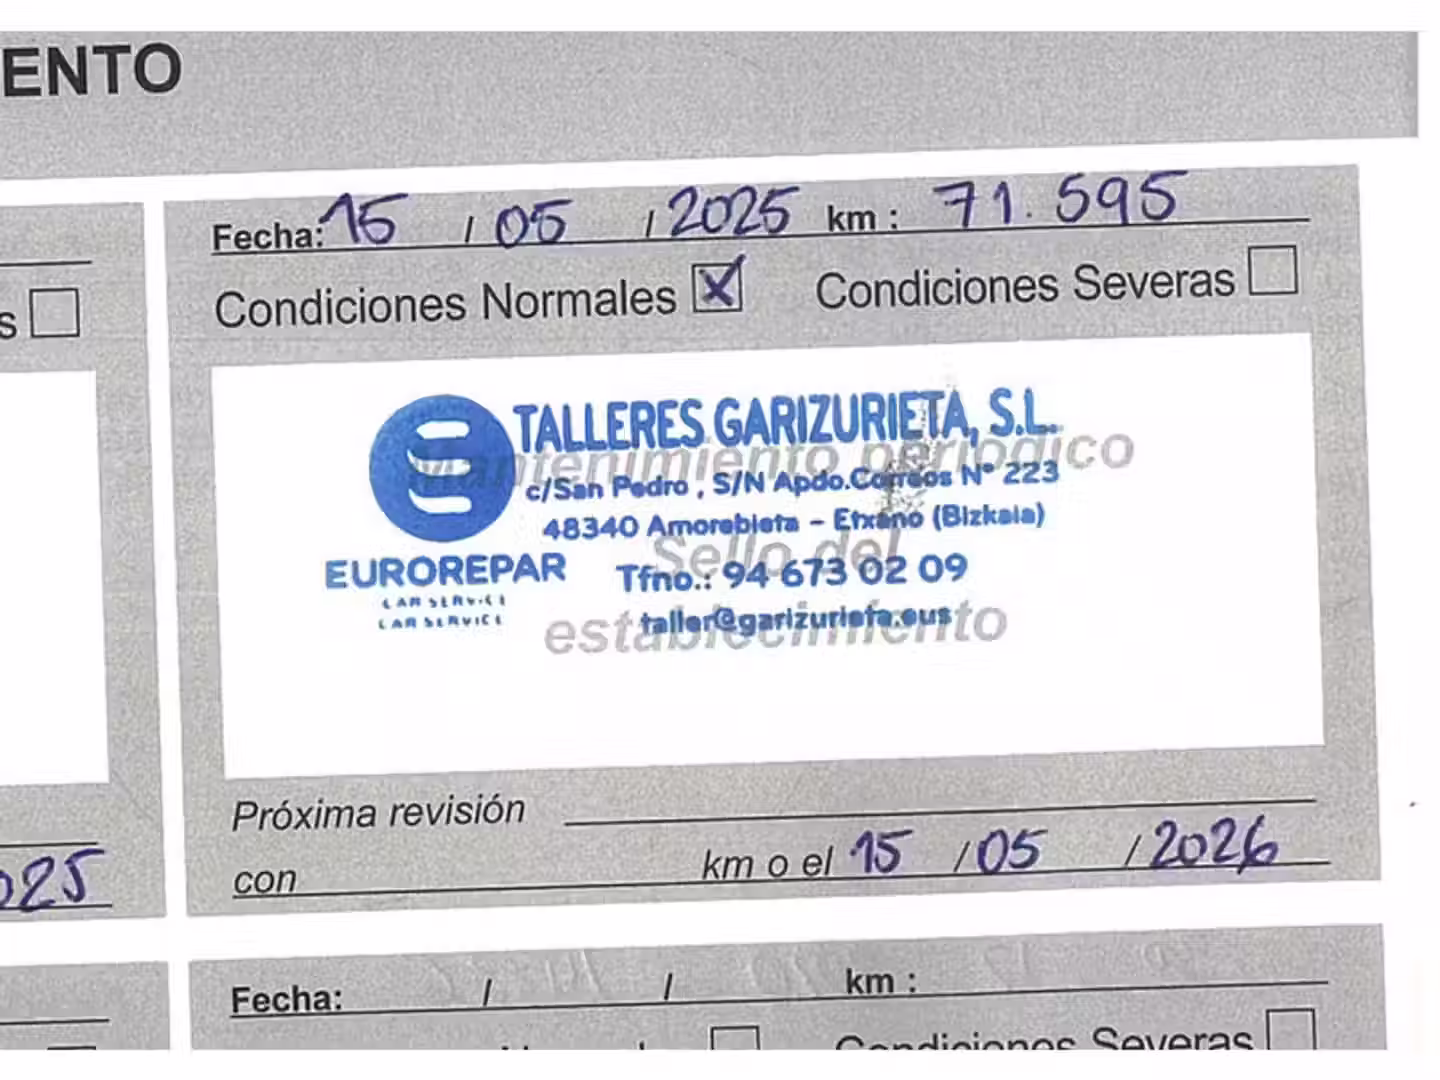 ENTO
Fecha: 15 / 05 / 2025 km : 71.595
s
Condiciones Normales X Condiciones Severas
TALLERES GARIZURIETA, S.L.
Mantenimiento periódico
c/San Pedro , S/N Apdo.Correos Nº 223
48340 Amorebieta - Etxano (Bizkaia)
Sello del
EUROREPAR
Tfno.: 94 673 02 09
CAR SERVICE
CAR SERVICE
taller@garizurieta.eus
establecimiento
Próxima revisión
con km o el 15 / 05 / 2026
025
Fecha: / / km :
Condiciones Severas